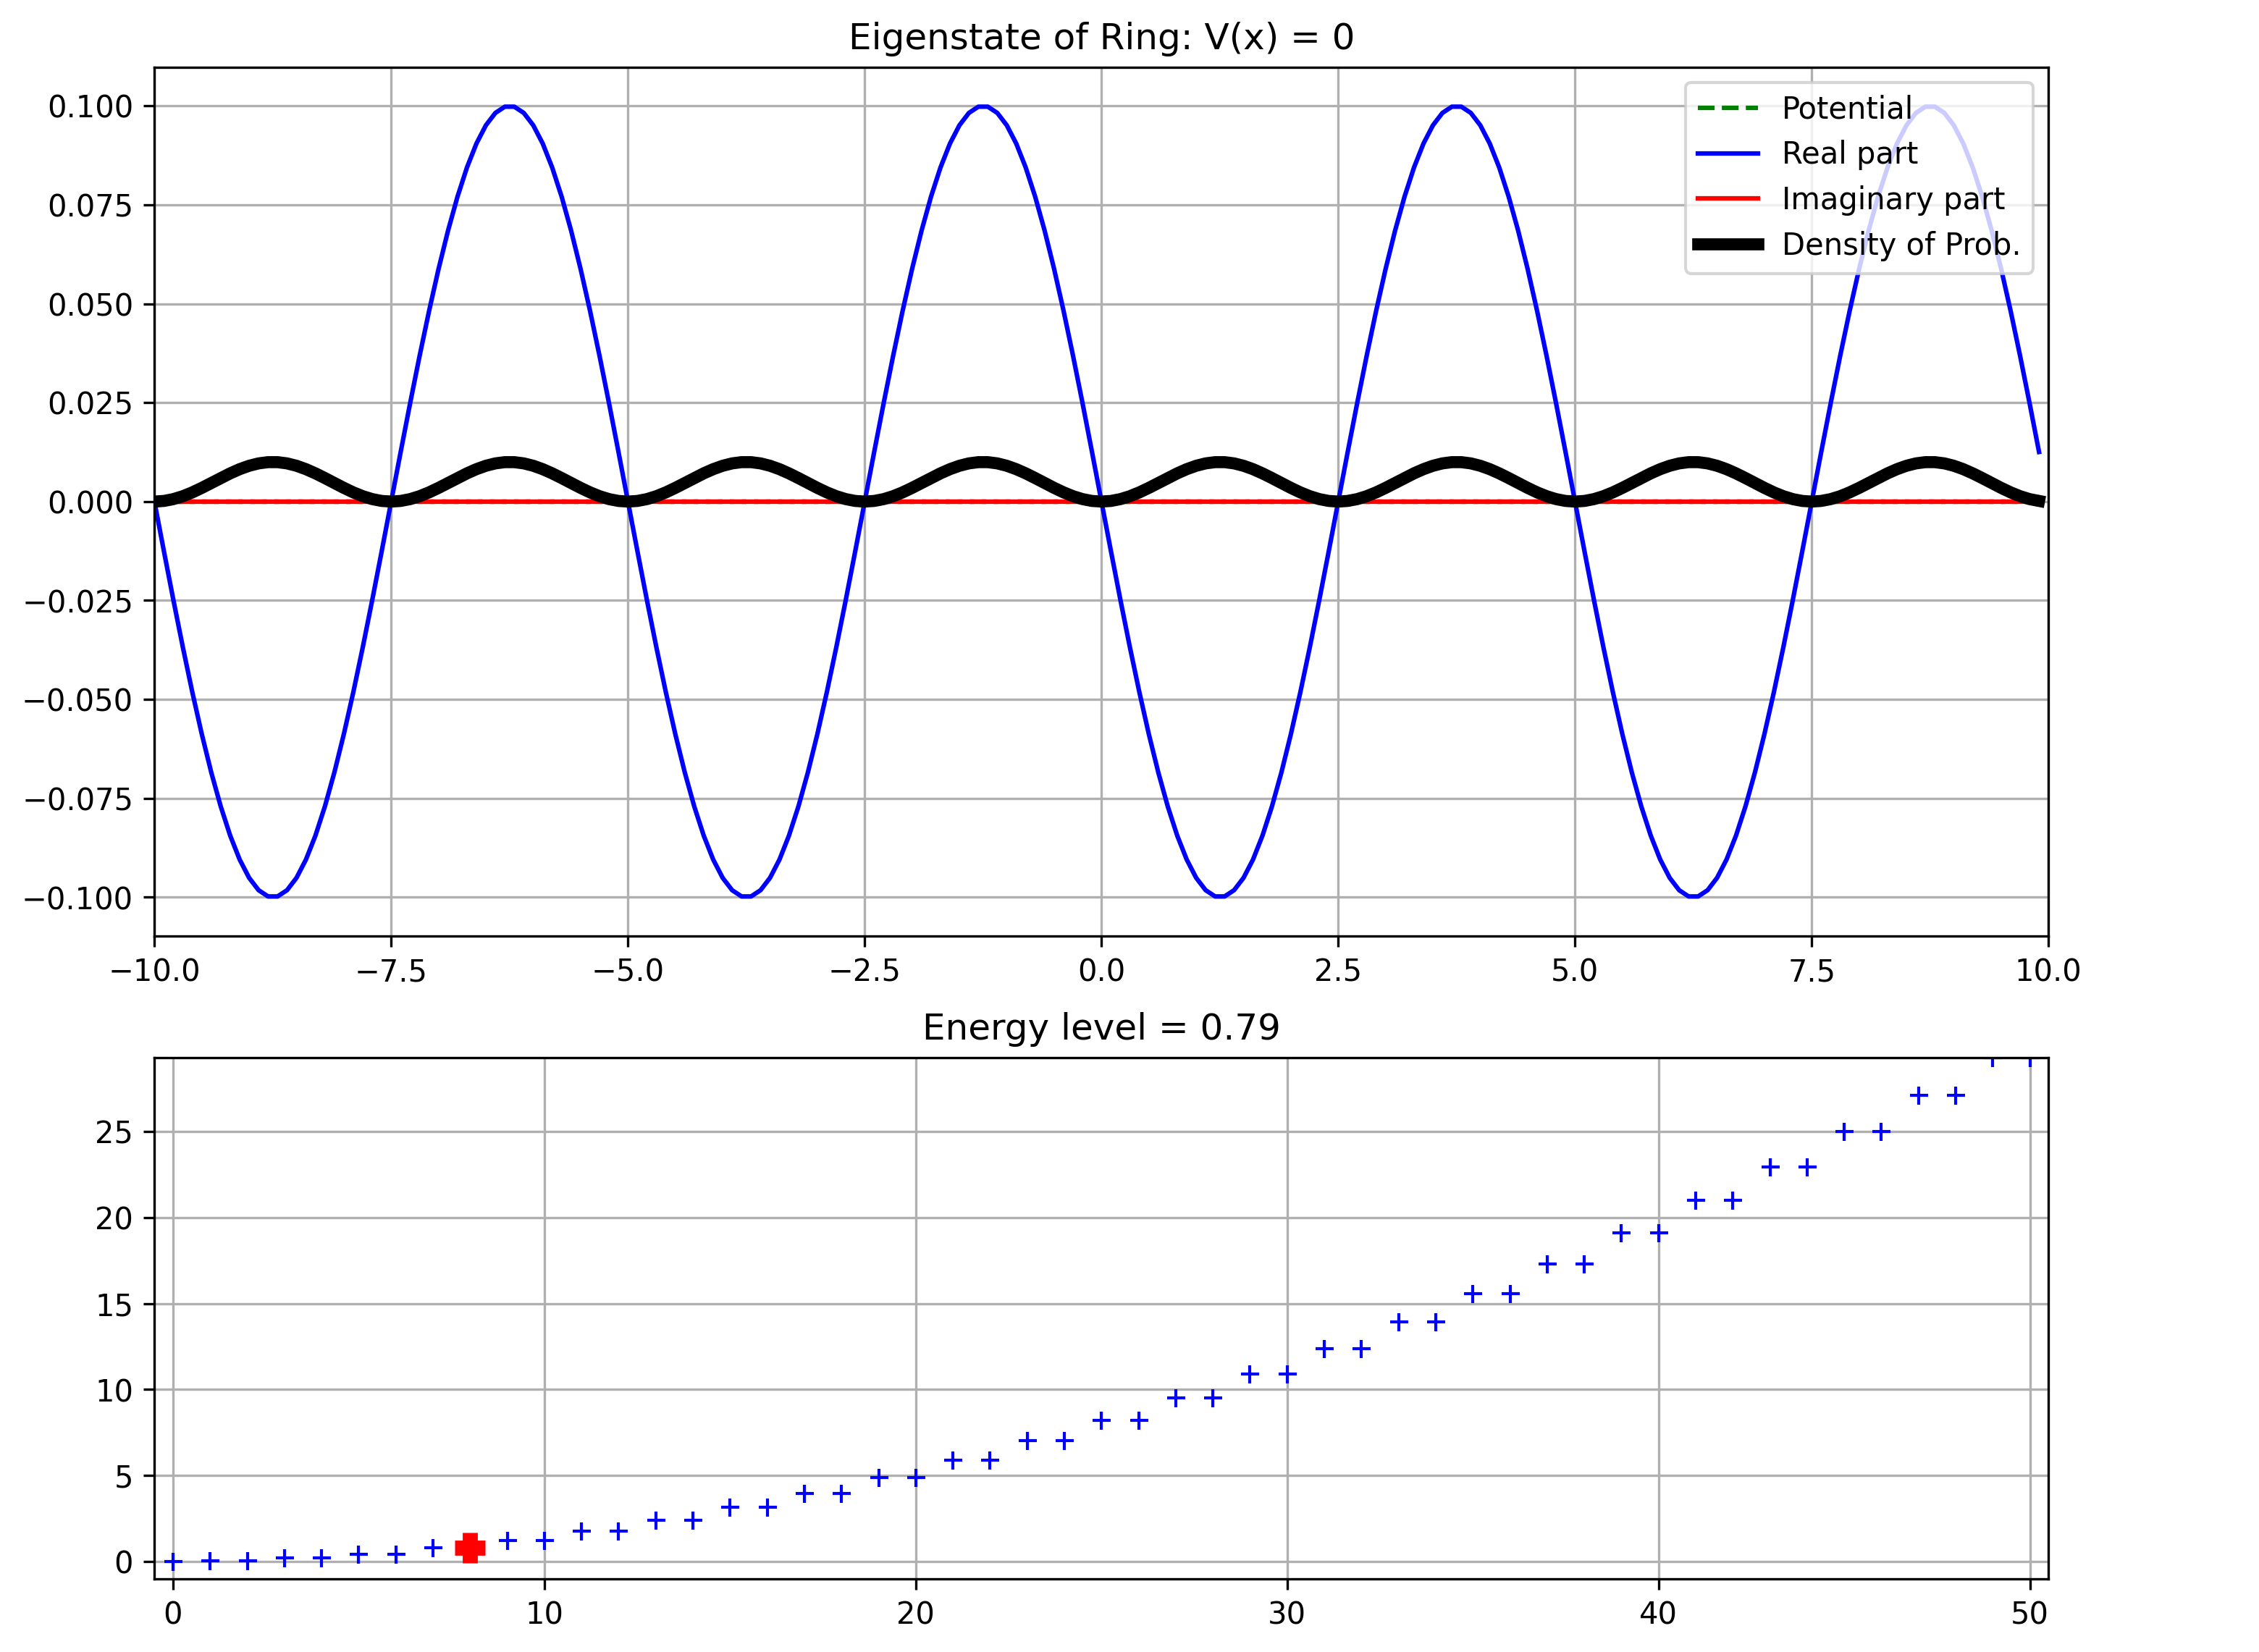 Eigenstate of Ring: V(x) = 0
0.100
0.075
0.050
0.025
0.000
−0.025
−0.050
−0.075
−0.100
Potential
Real part
Imaginary part
Density of Prob.
−10.0 −7.5 −5.0 −2.5 0.0 2.5 5.0 7.5 10.0
Energy level = 0.79
25
20
15
10
5
0
0 10 20 30 40 50